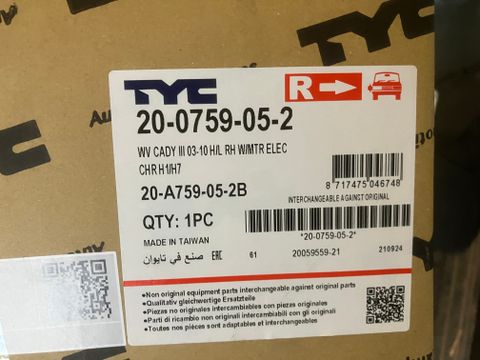 TYC
R
20-0759-05-2
WV CADY III 03-10 H/L RH W/MTR ELEC
CHR H1/H7
8 717475 046748
20-A759-05-2B
INTERCHANGEABLE AGAINST ORIGINAL
QTY: 1PC
*20-0759-05-2*
MADE IN TAIWAN
صنع في تايوان EAC
61 20059559-21 210924
•Non original equipment parts interchangeable against original parts
•Qualitativ gleichwertige Ersatzteile
•Piezas no originales intercambiables con piezas originales
•Parti di ricambio non originali intercambiabili con gli originali
•Toutes nos pièces sont adaptables et interchangeables
TYC